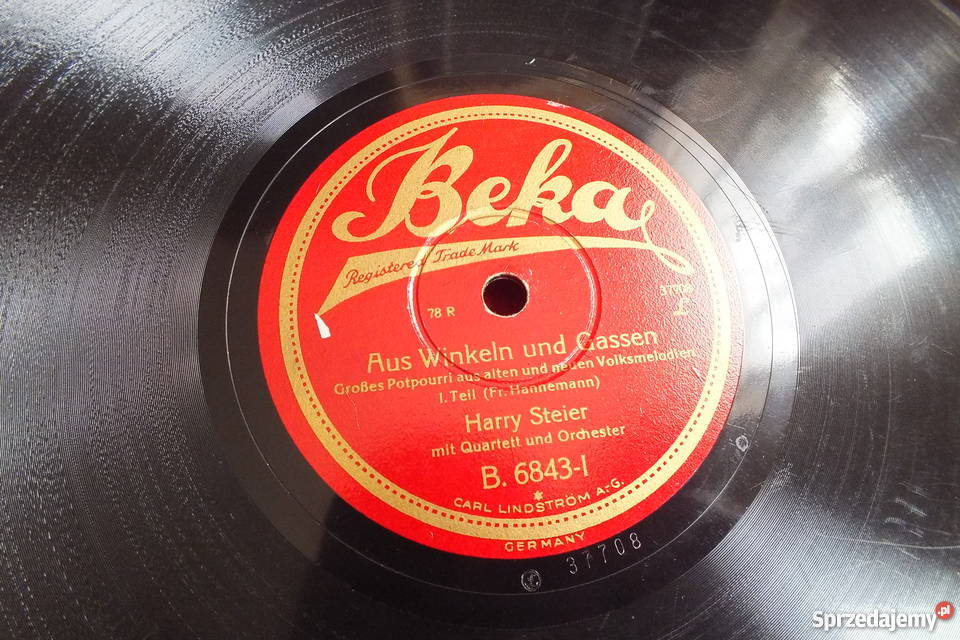 Beka
Registered Trade Mark
78 R
37708
Aus Winkeln und Gassen
Großes Potpourri aus alten und neuen Volksmelodien
I. Teil (Fr. Hannemann)
Harry Steier
mit Quartett und Orchester
B. 6843-I
CARL LINDSTRÖM A.-G.
GERMANY
37708
Sprzedajemy.pl